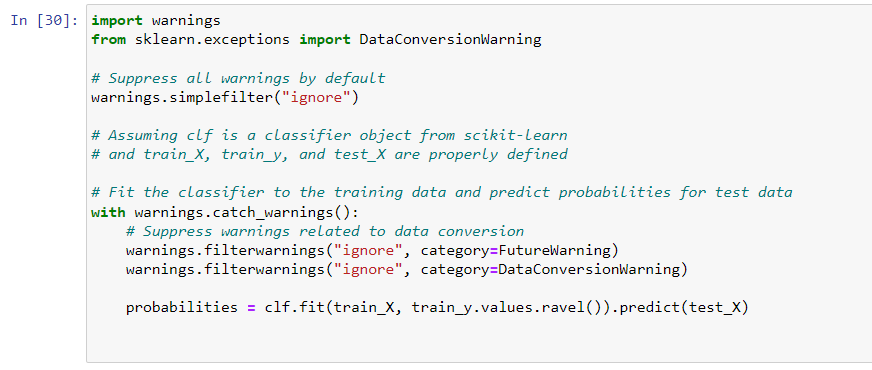 In [30]: import warnings
from sklearn.exceptions import DataConversionWarning
# Suppress all warnings by default
warnings.simplefilter("ignore")
# Assuming clf is a classifier object from scikit-learn
# and train_X, train_y, and test_X are properly defined
# Fit the classifier to the training data and predict probabilities for test data
with warnings.catch_warnings():
    # Suppress warnings related to data conversion
    warnings.filterwarnings("ignore", category=FutureWarning)
    warnings.filterwarnings("ignore", category=DataConversionWarning)
    probabilities = clf.fit(train_X, train_y.values.ravel()).predict(test_X)